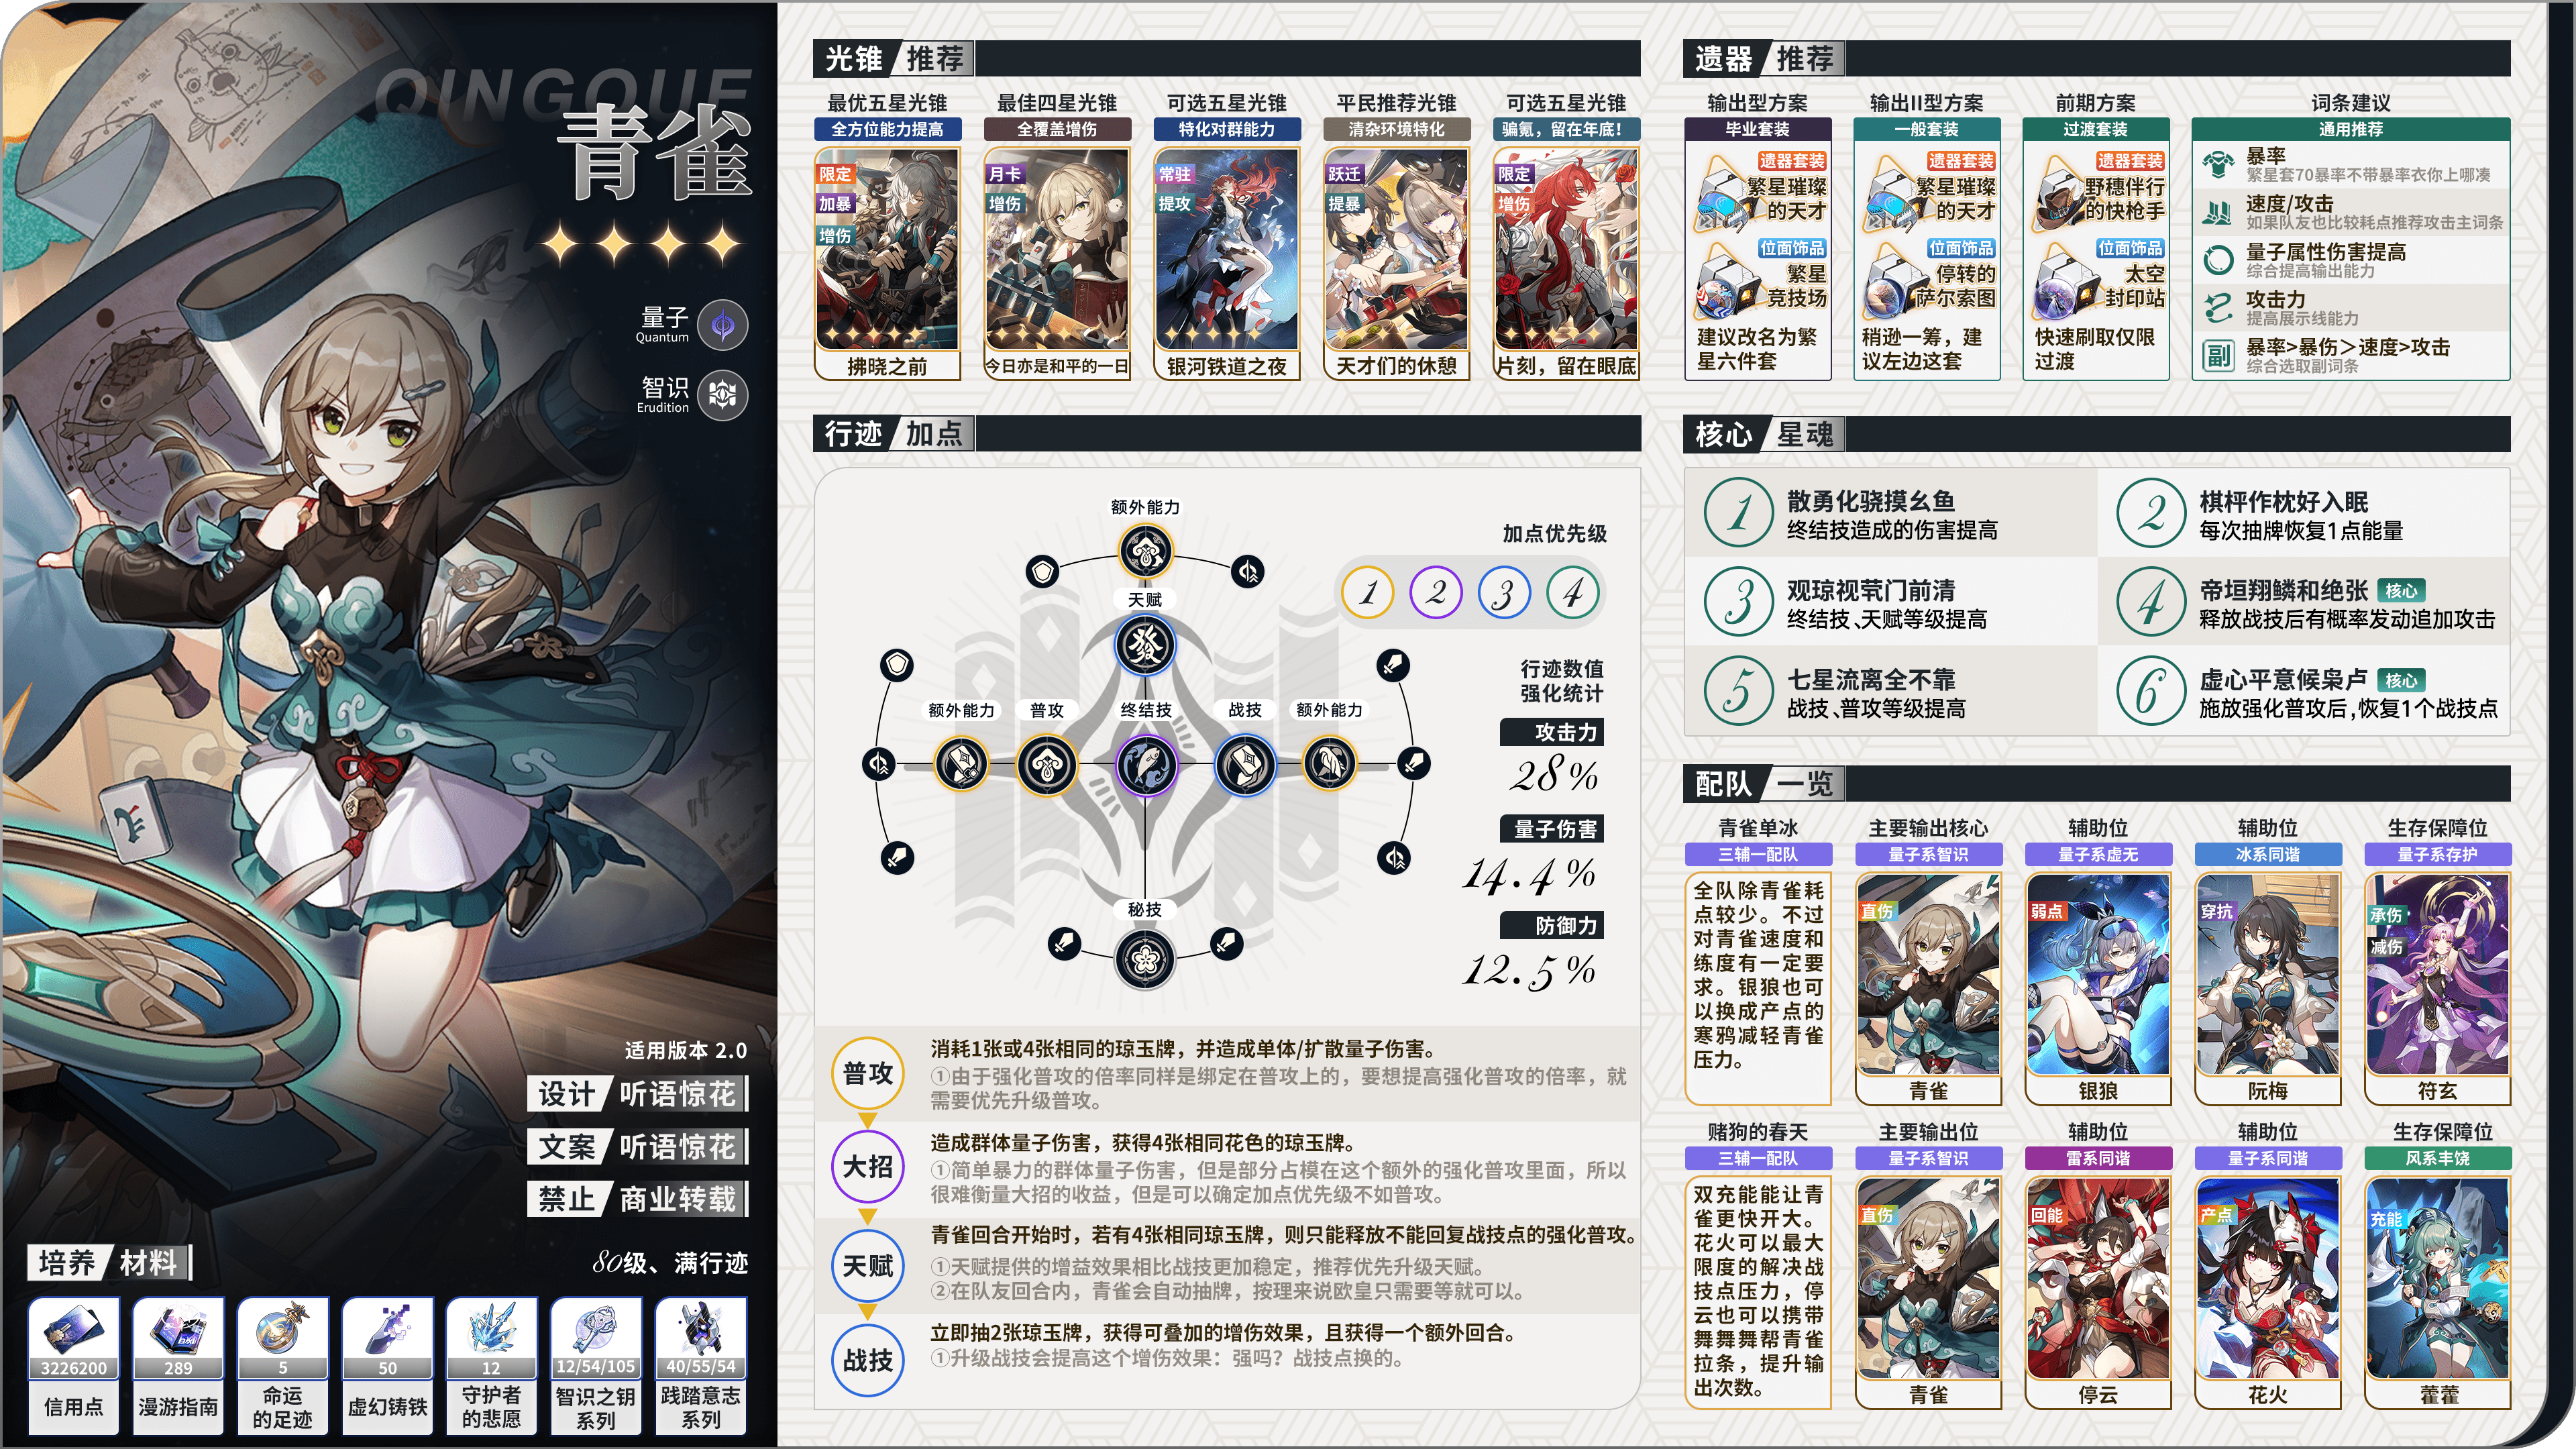 QINGQUE
青雀
量子
Quantum
智识
Erudition
适用版本 2.0
设计 听语惊花
文案 听语惊花
禁止 商业转载
培养 材料
80级、满行迹
3226200
信用点
289
漫游指南
5
命运
的足迹
50
虚幻铸铁
12
守护者
的悲愿
12/54/105
智识之钥
系列
40/55/54
践踏意志
系列
光锥 推荐
最优五星光锥
全方位能力提高
限定
加暴
增伤
拂晓之前
最佳四星光锥
全覆盖增伤
月卡
增伤
今日亦是和平的一日
可选五星光锥
特化对群能力
常驻
提攻
银河铁道之夜
平民推荐光锥
清杂环境特化
跃迁
提暴
天才们的休憩
可选五星光锥
骗氪，留在年底！
限定
增伤
片刻，留在眼底
行迹 加点
额外能力
天赋
额外能力
普攻
终结技
战技
额外能力
秘技
加点优先级
1 2 3 4
行迹数值
强化统计
攻击力
28%
量子伤害
14.4%
防御力
12.5%
普攻
消耗1张或4张相同的琼玉牌，并造成单体/扩散量子伤害。
①由于强化普攻的倍率同样是绑定在普攻上的，要想提高强化普攻的倍率，就
需要优先升级普攻。
大招
造成群体量子伤害，获得4张相同花色的琼玉牌。
①简单暴力的群体量子伤害，但是部分占模在这个额外的强化普攻里面，所以
很难衡量大招的收益，但是可以确定加点优先级不如普攻。
天赋
青雀回合开始时，若有4张相同琼玉牌，则只能释放不能回复战技点的强化普攻。
①天赋提供的增益效果相比战技更加稳定，推荐优先升级天赋。
②在队友回合内，青雀会自动抽牌，按理来说欧皇只需要等就可以。
战技
立即抽2张琼玉牌，获得可叠加的增伤效果，且获得一个额外回合。
①升级战技会提高这个增伤效果：强吗？战技点换的。
遗器 推荐
输出型方案
毕业套装
遗器套装
繁星璀璨
的天才
位面饰品
繁星
竞技场
建议改名为繁
星六件套
输出II型方案
一般套装
遗器套装
繁星璀璨
的天才
位面饰品
停转的
萨尔索图
稍逊一筹，建
议左边这套
前期方案
过渡套装
遗器套装
野穗伴行
的快枪手
位面饰品
太空
封印站
快速刷取仅限
过渡
词条建议
通用推荐
暴率
繁星套70暴率不带暴率衣你上哪凑
速度/攻击
如果队友也比较耗点推荐攻击主词条
量子属性伤害提高
综合提高输出能力
攻击力
提高展示线能力
副
暴率>暴伤＞速度>攻击
综合选取副词条
核心 星魂
1
散勇化骁摸幺鱼
终结技造成的伤害提高
2
棋枰作枕好入眠
每次抽牌恢复1点能量
3
观琼视茕门前清
终结技、天赋等级提高
4
帝垣翔鳞和绝张 核心
释放战技后有概率发动追加攻击
5
七星流离全不靠
战技、普攻等级提高
6
虚心平意候枭卢 核心
施放强化普攻后，恢复1个战技点
配队 一览
青雀单冰
三辅一配队
全队除青雀耗
点较少。不过
对青雀速度和
练度有一定要
求。银狼也可
以换成产点的
寒鸦减轻青雀
压力。
主要输出核心
量子系智识
直伤
青雀
辅助位
量子系虚无
弱点
银狼
辅助位
冰系同谐
穿抗
阮梅
生存保障位
量子系存护
承伤
减伤
符玄
赌狗的春天
三辅一配队
双充能能让青
雀更快开大。
花火可以最大
限度的解决战
技点压力，停
云也可以携带
舞舞舞帮青雀
拉条，提升输
出次数。
主要输出位
量子系智识
直伤
青雀
辅助位
雷系同谐
回能
停云
辅助位
量子系同谐
产点
花火
生存保障位
风系丰饶
充能
藿藿